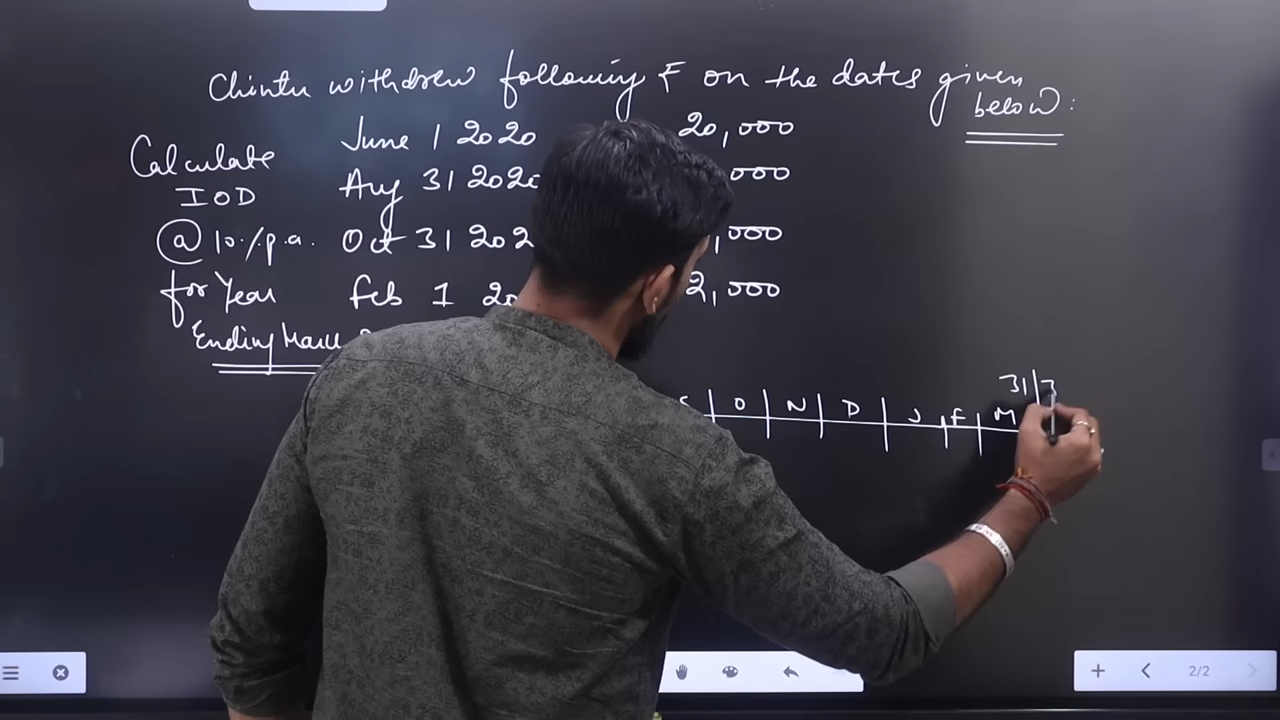 Chintu withdrew following ₹ on the dates given
below:
Calculate
IOD
@ 10%p.a.
for Year
Ending
June 1 2020 20,000
Aug 31 2020 ,000
Oct 31 202 ,000
Feb 1 20 2,000
31/3
O N D J F M
2/2